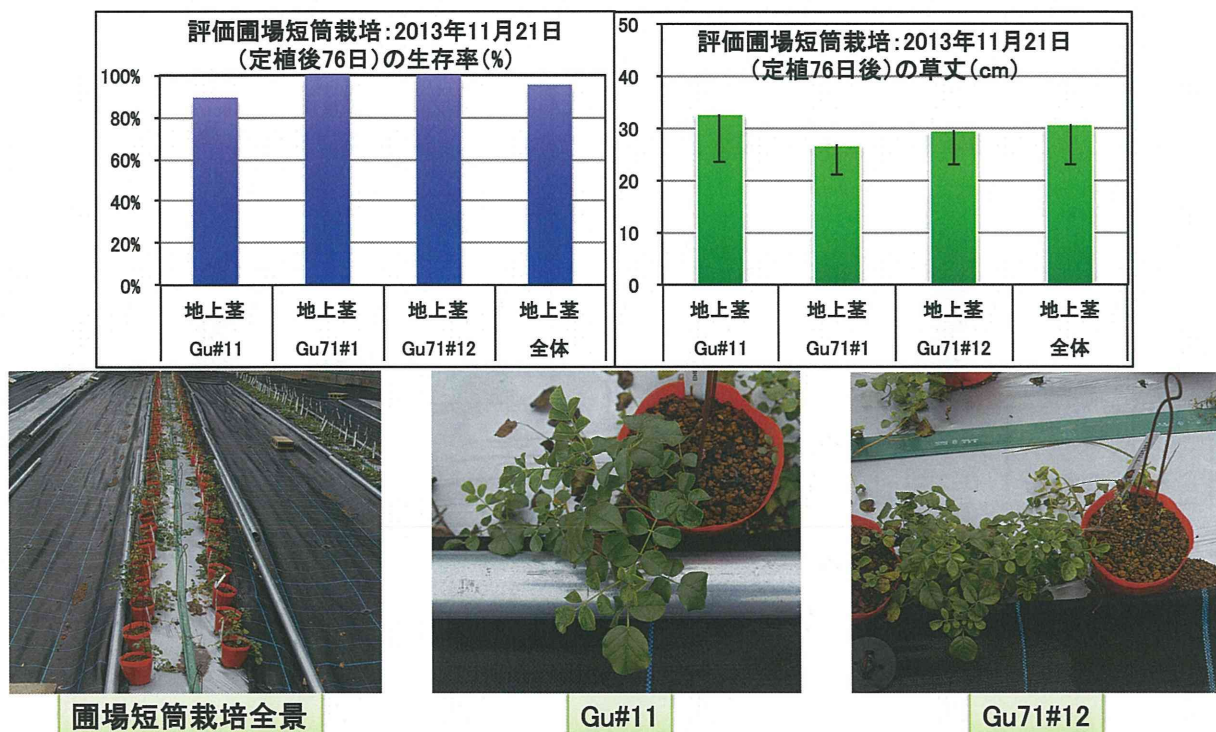 評価圃場短筒栽培:2013年11月21日
(定植後76日)の生存率(%)
100%
80%
60%
40%
20%
0%
地上茎 地上茎 地上茎 地上茎
Gu#11 Gu71#1 Gu71#12 全体
評価圃場短筒栽培:2013年11月21日
(定植76日後)の草丈(cm)
50
40
30
20
10
0
地上茎 地上茎 地上茎 地上茎
Gu#11 Gu71#1 Gu71#12 全体
圃場短筒栽培全景
Gu#11
Gu71#12